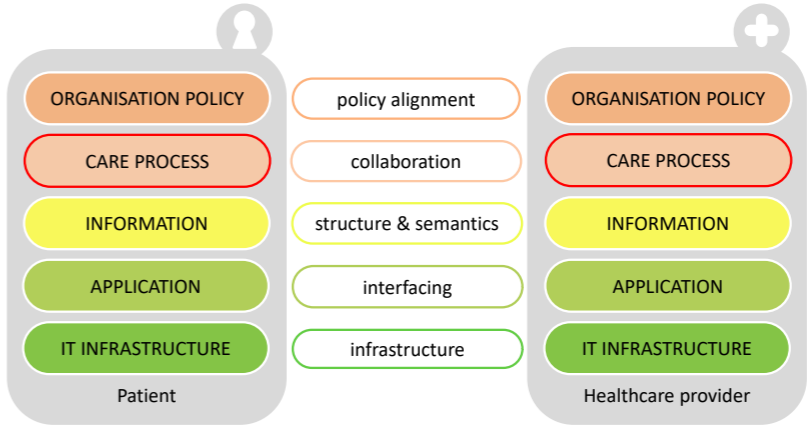 ORGANISATION POLICY
policy alignment
ORGANISATION POLICY
CARE PROCESS
collaboration
CARE PROCESS
INFORMATION
structure & semantics
INFORMATION
APPLICATION
interfacing
APPLICATION
IT INFRASTRUCTURE
infrastructure
IT INFRASTRUCTURE
Patient
Healthcare provider